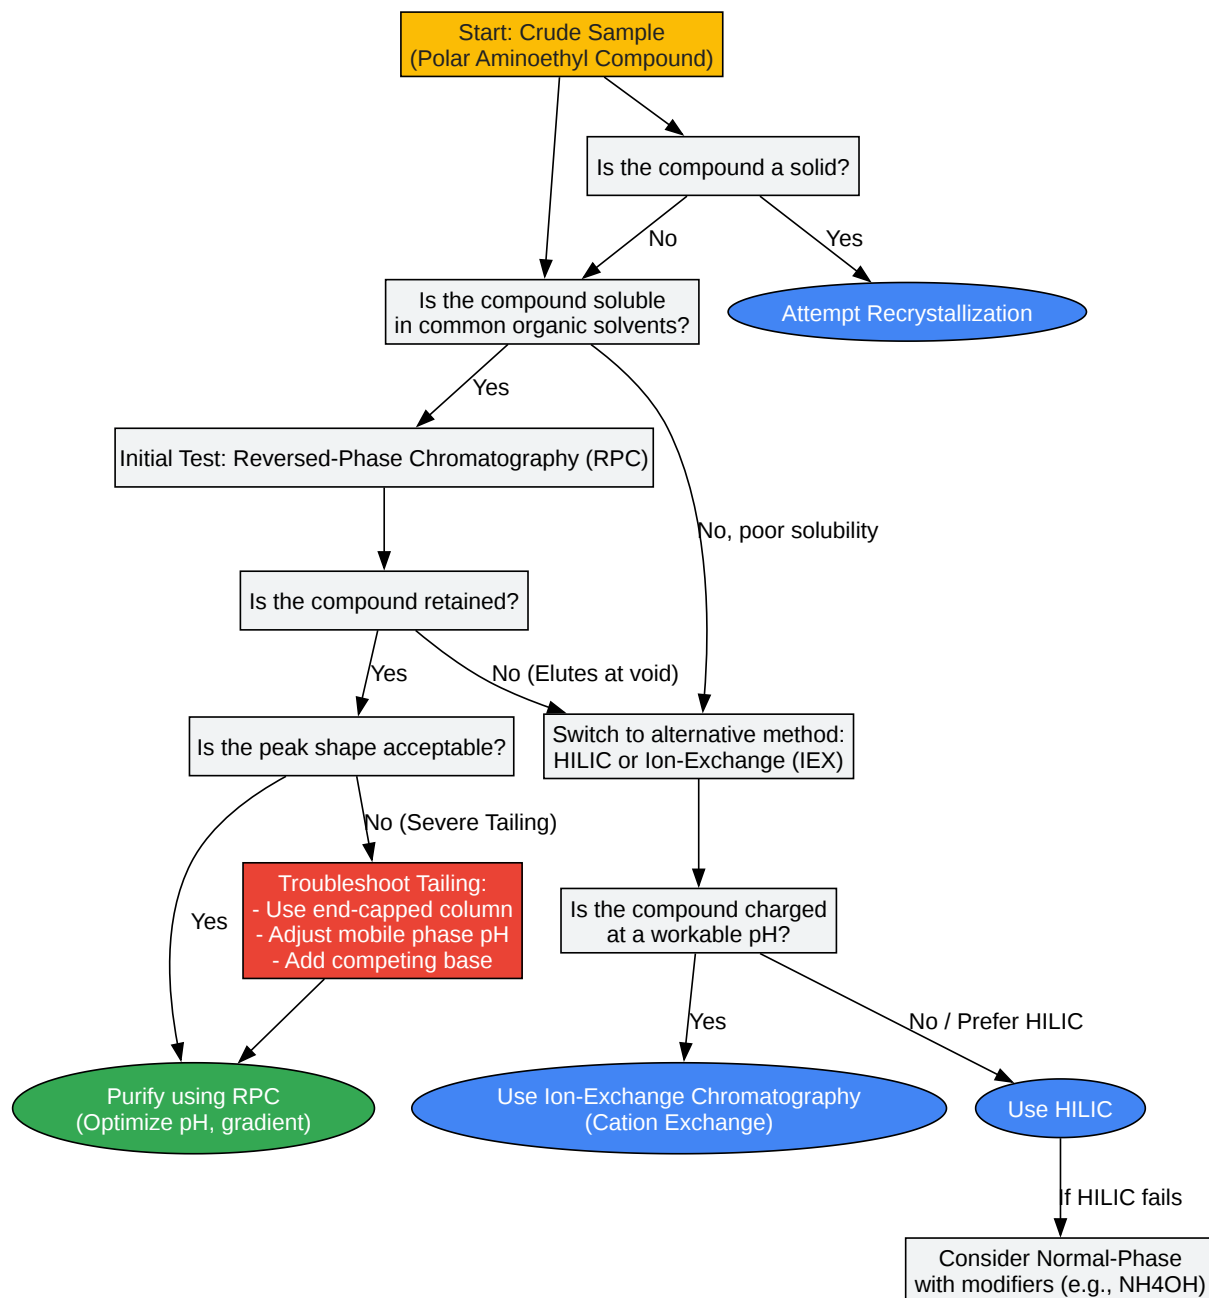 Start: Crude Sample
(Polar Aminoethyl Compound)
Is the compound a solid?
No
Yes
Is the compound soluble
in common organic solvents?
Attempt Recrystallization
Yes
Initial Test: Reversed-Phase Chromatography (RPC)
No, poor solubility
Is the compound retained?
Yes
No (Elutes at void)
Is the peak shape acceptable?
Switch to alternative method:
HILIC or Ion-Exchange (IEX)
No (Severe Tailing)
Troubleshoot Tailing:
- Use end-capped column
- Adjust mobile phase pH
- Add competing base
Yes
Is the compound charged
at a workable pH?
Yes
No / Prefer HILIC
Purify using RPC
(Optimize pH, gradient)
Use Ion-Exchange Chromatography
(Cation Exchange)
Use HILIC
If HILIC fails
Consider Normal-Phase
with modifiers (e.g., NH4OH)